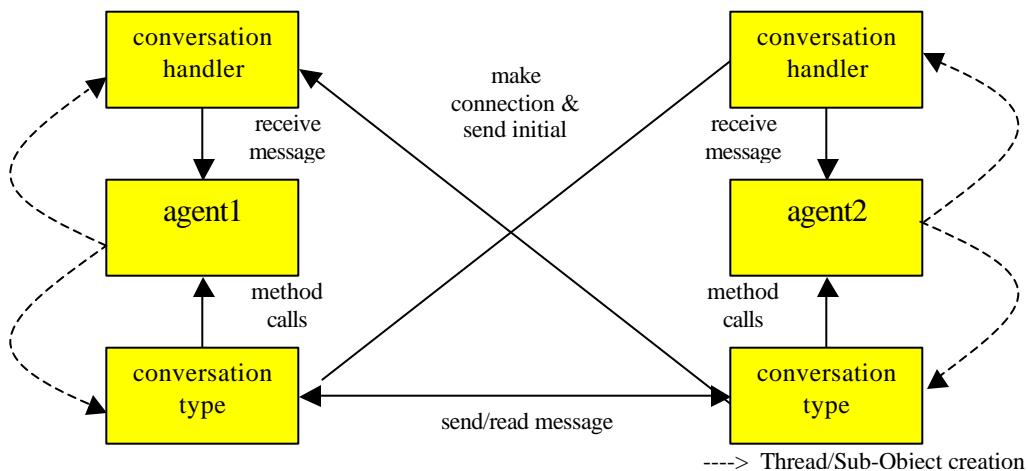 conversation
handler
make
connection &
send initial
conversation
handler
receive
message
receive
message
agent1
agent2
method
calls
method
calls
conversation
type
send/read message
conversation
type
----> Thread/Sub-Object creation